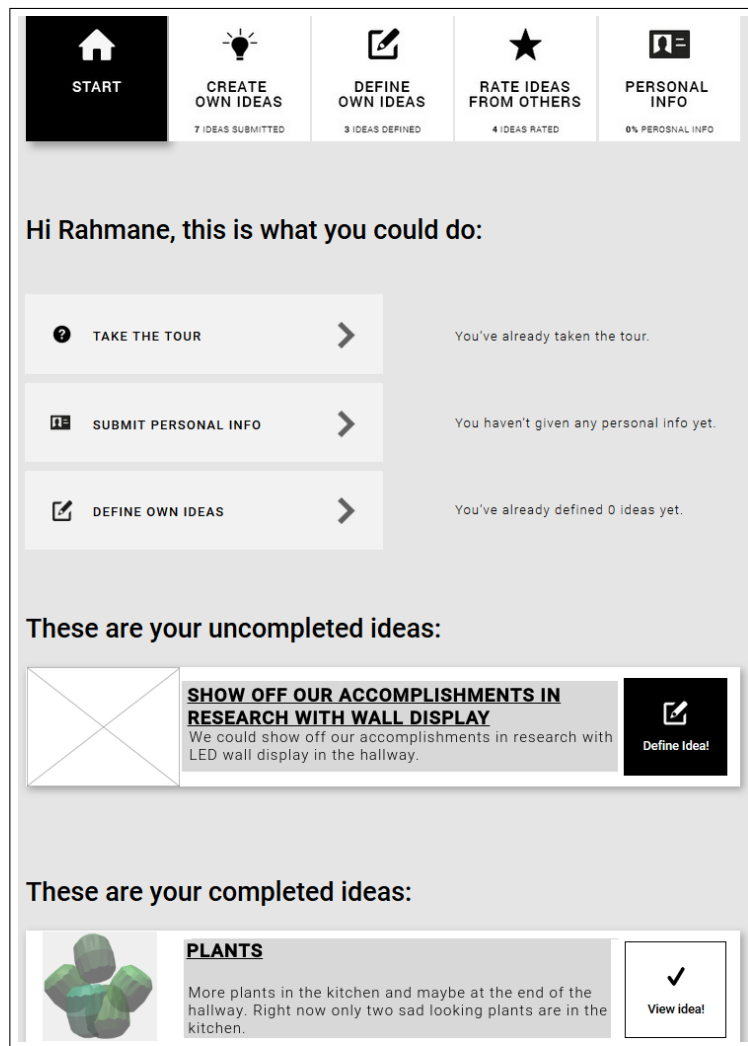 START
CREATE
OWN IDEAS
7 IDEAS SUBMITTED
DEFINE
OWN IDEAS
3 IDEAS DEFINED
RATE IDEAS
FROM OTHERS
4 IDEAS RATED
PERSONAL
INFO
0% PEROSNAL INFO
Hi Rahmane, this is what you could do:
TAKE THE TOUR
You've already taken the tour.
SUBMIT PERSONAL INFO
You haven't given any personal info yet.
DEFINE OWN IDEAS
You've already defined 0 ideas yet.
These are your uncompleted ideas:
SHOW OFF OUR ACCOMPLISHMENTS IN
RESEARCH WITH WALL DISPLAY
We could show off our accomplishments in research with
LED wall display in the hallway.
Define Idea!
These are your completed ideas:
PLANTS
More plants in the kitchen and maybe at the end of the
hallway. Right now only two sad looking plants are in the
kitchen.
View idea!